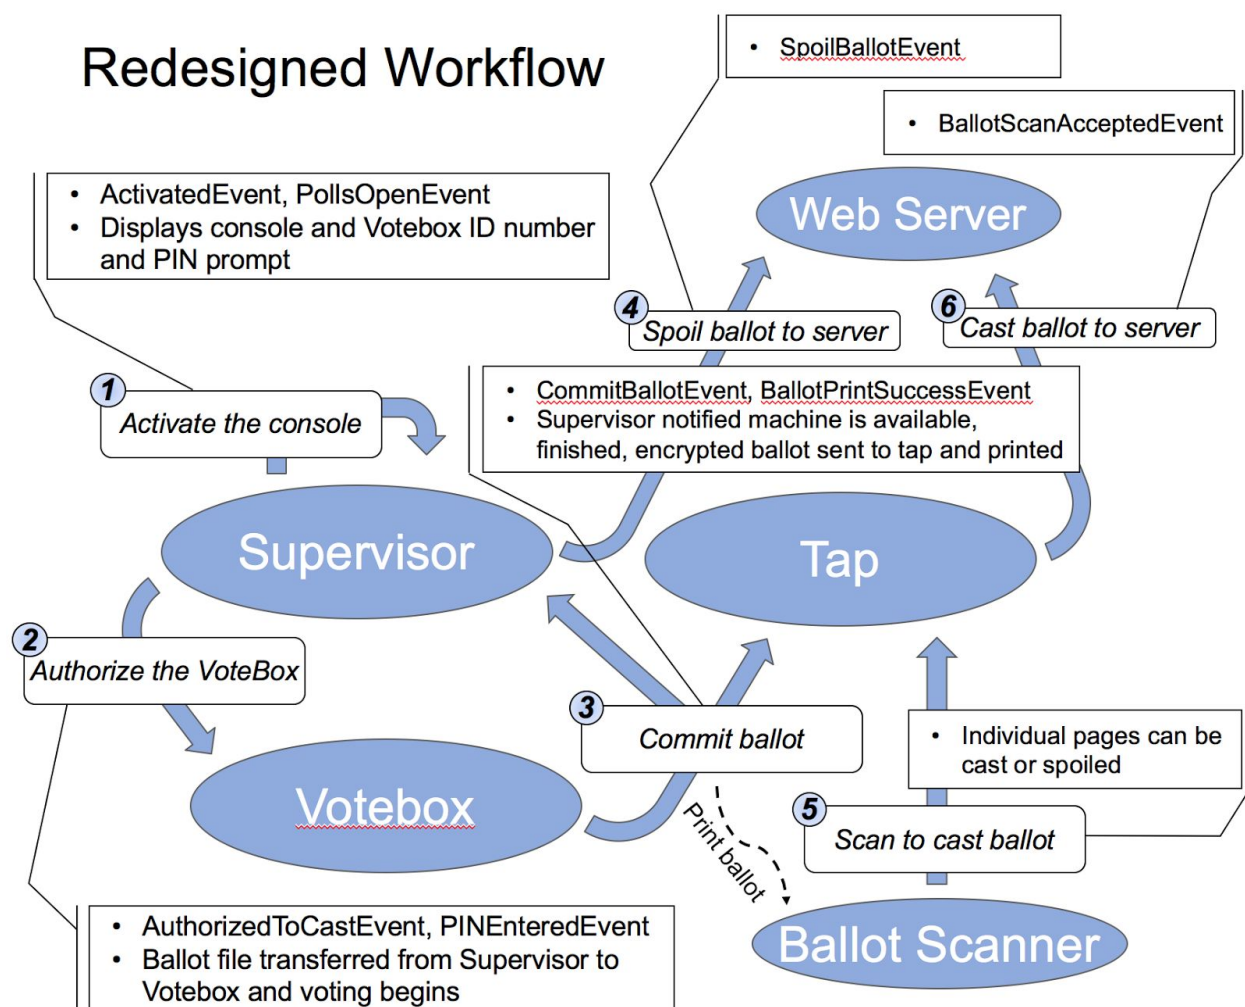 Redesigned Workflow
• SpoilBallotEvent
• BallotScanAcceptedEvent
• ActivatedEvent, PollsOpenEvent
• Displays console and Votebox ID number
and PIN prompt
Web Server
4
Spoil ballot to server
6
Cast ballot to server
1
Activate the console
• CommitBallotEvent, BallotPrintSuccessEvent
• Supervisor notified machine is available,
finished, encrypted ballot sent to tap and printed
Supervisor
Tap
2
Authorize the VoteBox
3
Commit ballot
• Individual pages can be
cast or spoiled
Votebox
Print ballot
5
Scan to cast ballot
• AuthorizedToCastEvent, PINEnteredEvent
• Ballot file transferred from Supervisor to
Votebox and voting begins
Ballot Scanner